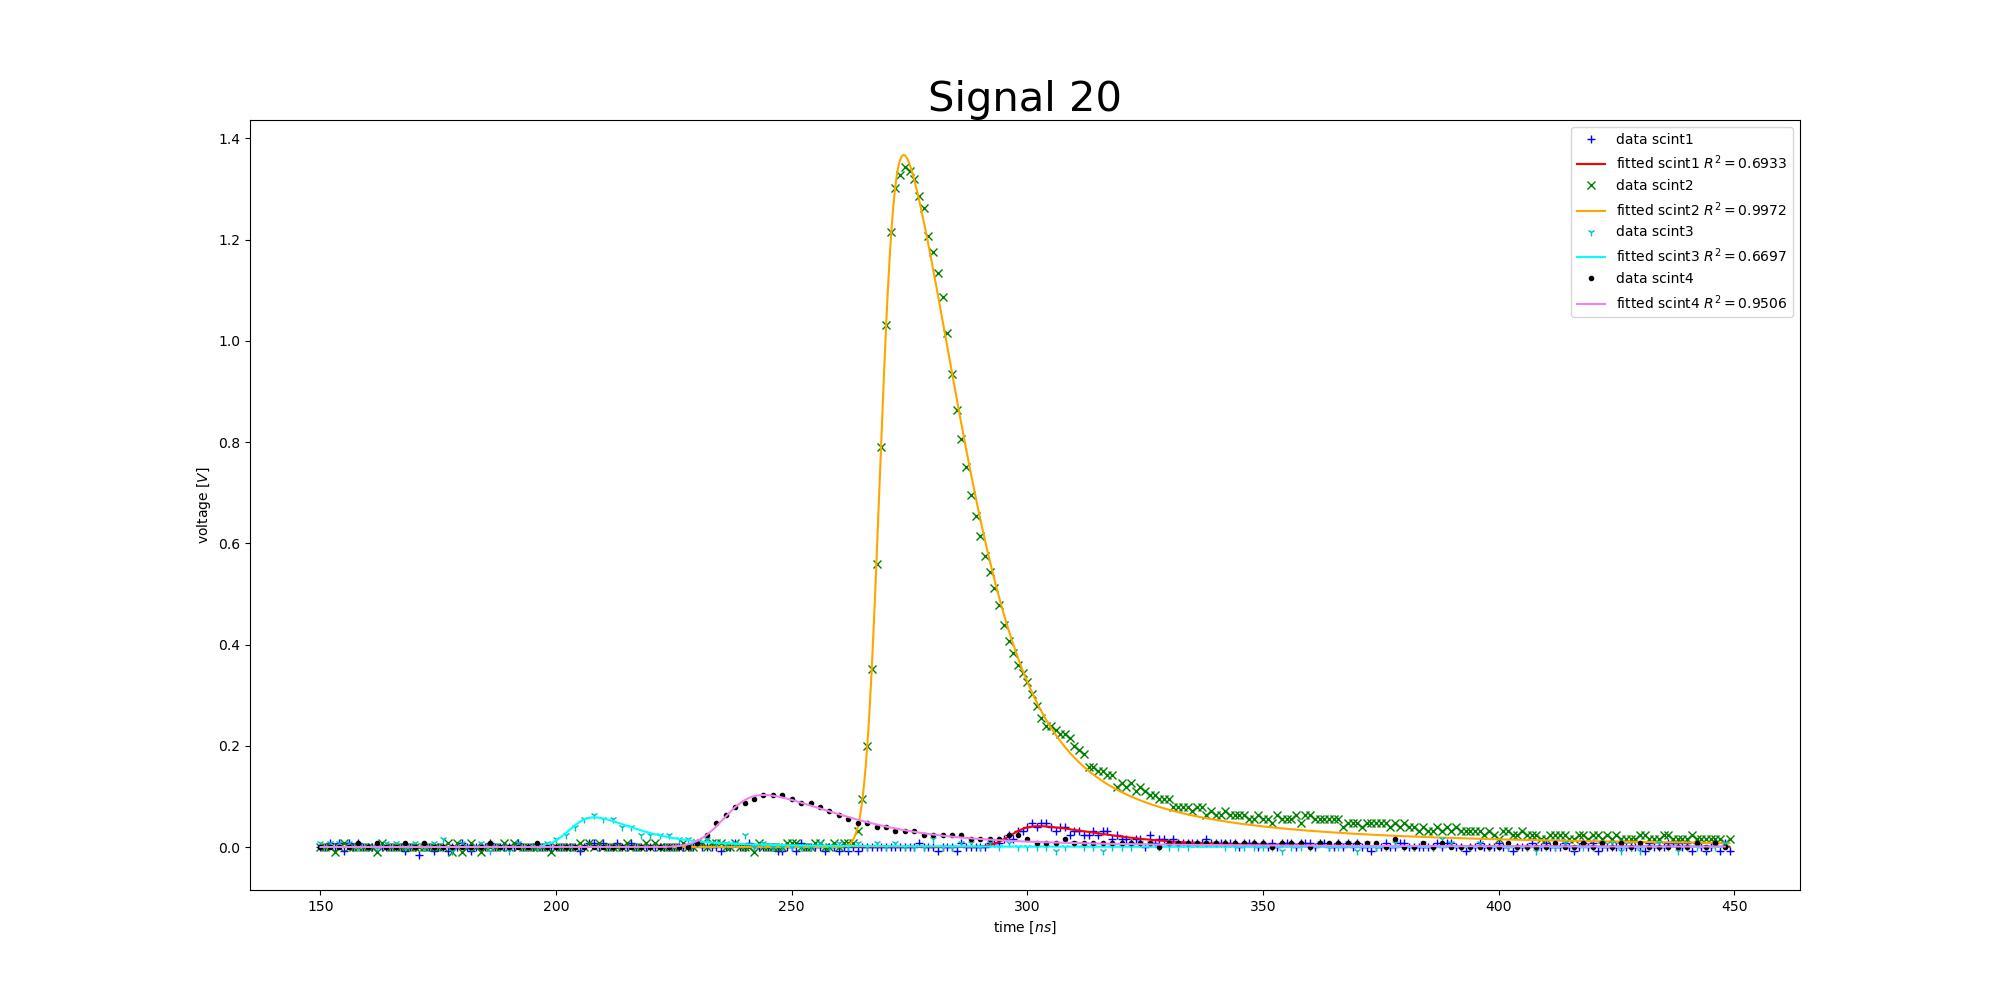 Signal 20
1.4
1.2
1.0
0.8
0.6
0.4
0.2
0.0
voltage [V]
150
200
250
300
350
400
450
time [ns]
data scint1
fitted scint1 R² = 0.6933
data scint2
fitted scint2 R² = 0.9972
data scint3
fitted scint3 R² = 0.6697
data scint4
fitted scint4 R² = 0.9506